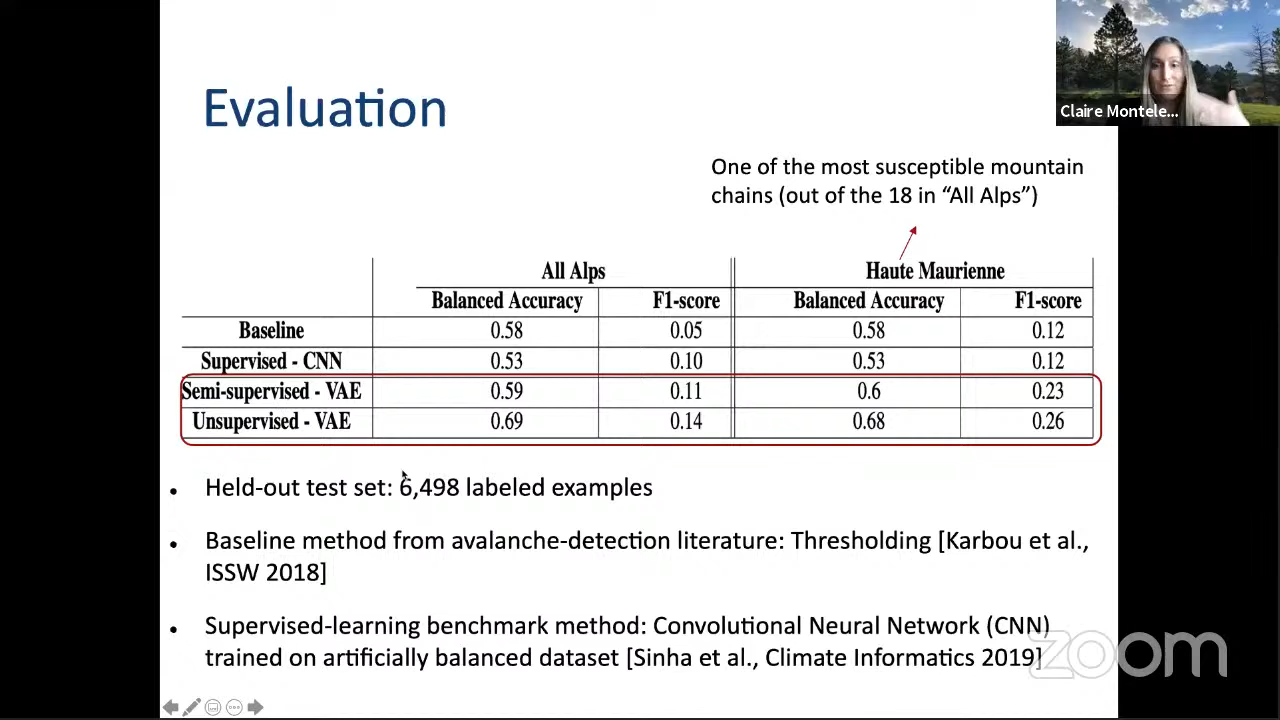 Claire Montele...
Evaluation
One of the most susceptible mountain
chains (out of the 18 in “All Alps”)
All Alps Haute Maurienne
Balanced Accuracy F1-score Balanced Accuracy F1-score
Baseline 0.58 0.05 0.58 0.12
Supervised - CNN 0.53 0.10 0.53 0.12
Semi-supervised - VAE 0.59 0.11 0.6 0.23
Unsupervised - VAE 0.69 0.14 0.68 0.26
• Held-out test set: 6,498 labeled examples
• Baseline method from avalanche-detection literature: Thresholding [Karbou et al.,
ISSW 2018]
• Supervised-learning benchmark method: Convolutional Neural Network (CNN)
trained on artificially balanced dataset [Sinha et al., Climate Informatics 2019]
zoom